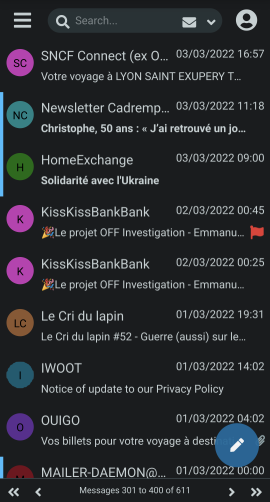 Search...
SC
SNCF Connect (ex O... 03/03/2022 16:57
Votre voyage à LYON SAINT EXUPERY T...
NC
Newsletter Cadremp... 03/03/2022 11:18
Christophe, 50 ans : « J'ai retrouvé un jo...
H
HomeExchange 03/03/2022 09:00
Solidarité avec l'Ukraine
K
KissKissBankBank 02/03/2022 00:45
🎉Le projet OFF Investigation - Emmanu...
K
KissKissBankBank 02/03/2022 00:25
🎉Le projet OFF Investigation - Emmanu...
LC
Le Cri du lapin 01/03/2022 19:31
Le Cri du lapin #52 - Guerre (aussi) sur le...
I
IWOOT 01/03/2022 14:02
Notice of update to our Privacy Policy
O
OUIGO 01/03/2022 04:02
Vos billets pour votre voyage à desti
M
MAILER-DAEMON@... 01/03/2022 00:00
Messages 301 to 400 of 611